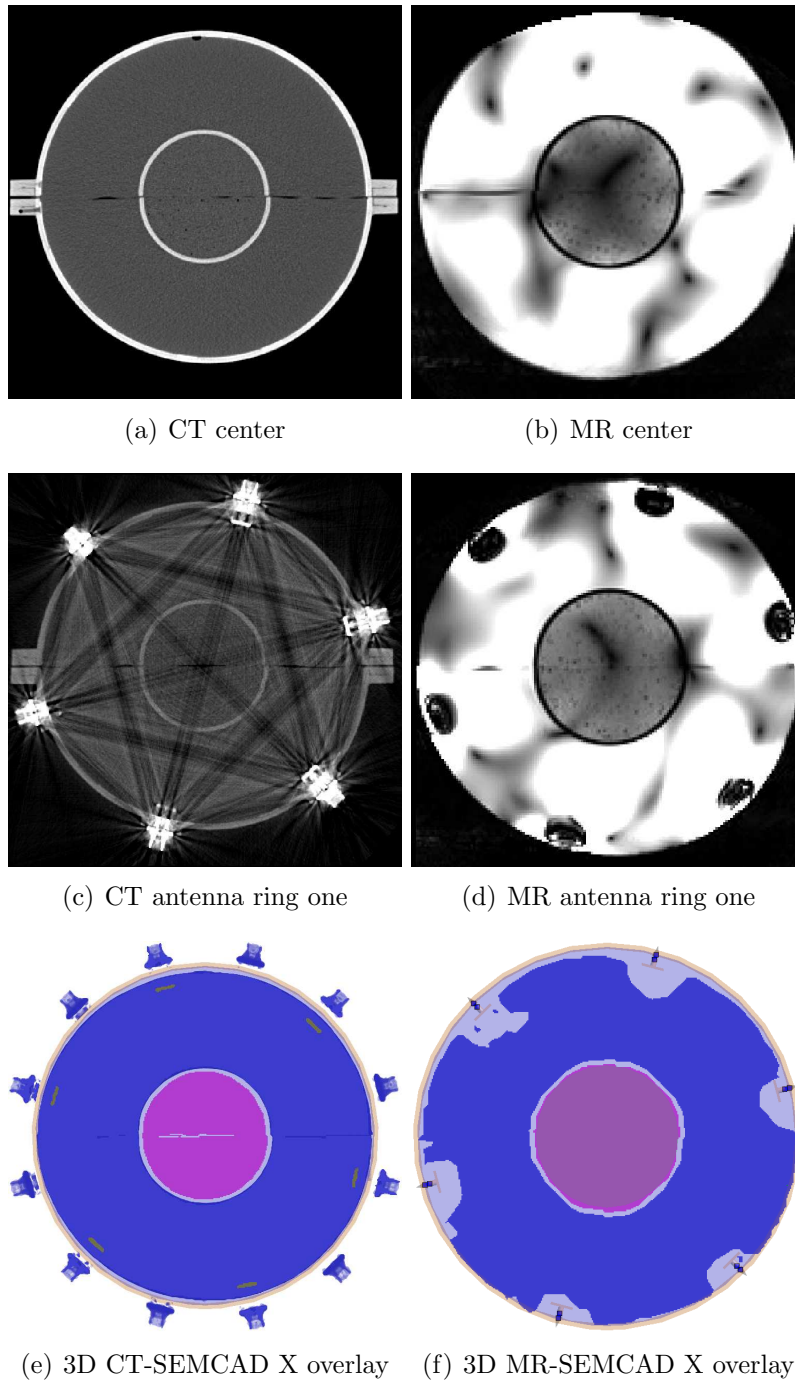 (a) CT center
(b) MR center
(c) CT antenna ring one
(d) MR antenna ring one
(e) 3D CT-SEMCAD X overlay
(f) 3D MR-SEMCAD X overlay